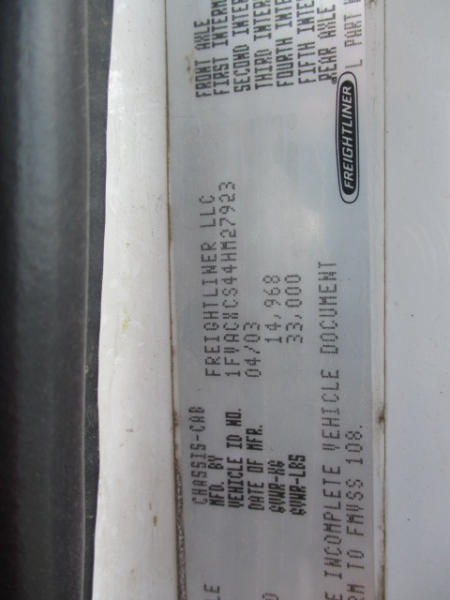 CHASSIS-CAB
MFD. BY FREIGHTLINER LLC
VEHICLE ID NO. 1FVACXCS44HM27923
DATE OF MFR. 04/03
GVWR-KG 14,968
GVWR-LBS 33,000
INCOMPLETE VEHICLE DOCUMENT
TO FMVSS 108.
FRONT AXLE
FIRST INTERM
SECOND INTER
THIRD INTERM
FOURTH INTE
FIFTH INTER
REAR AXLE
FREIGHTLINER
L PART